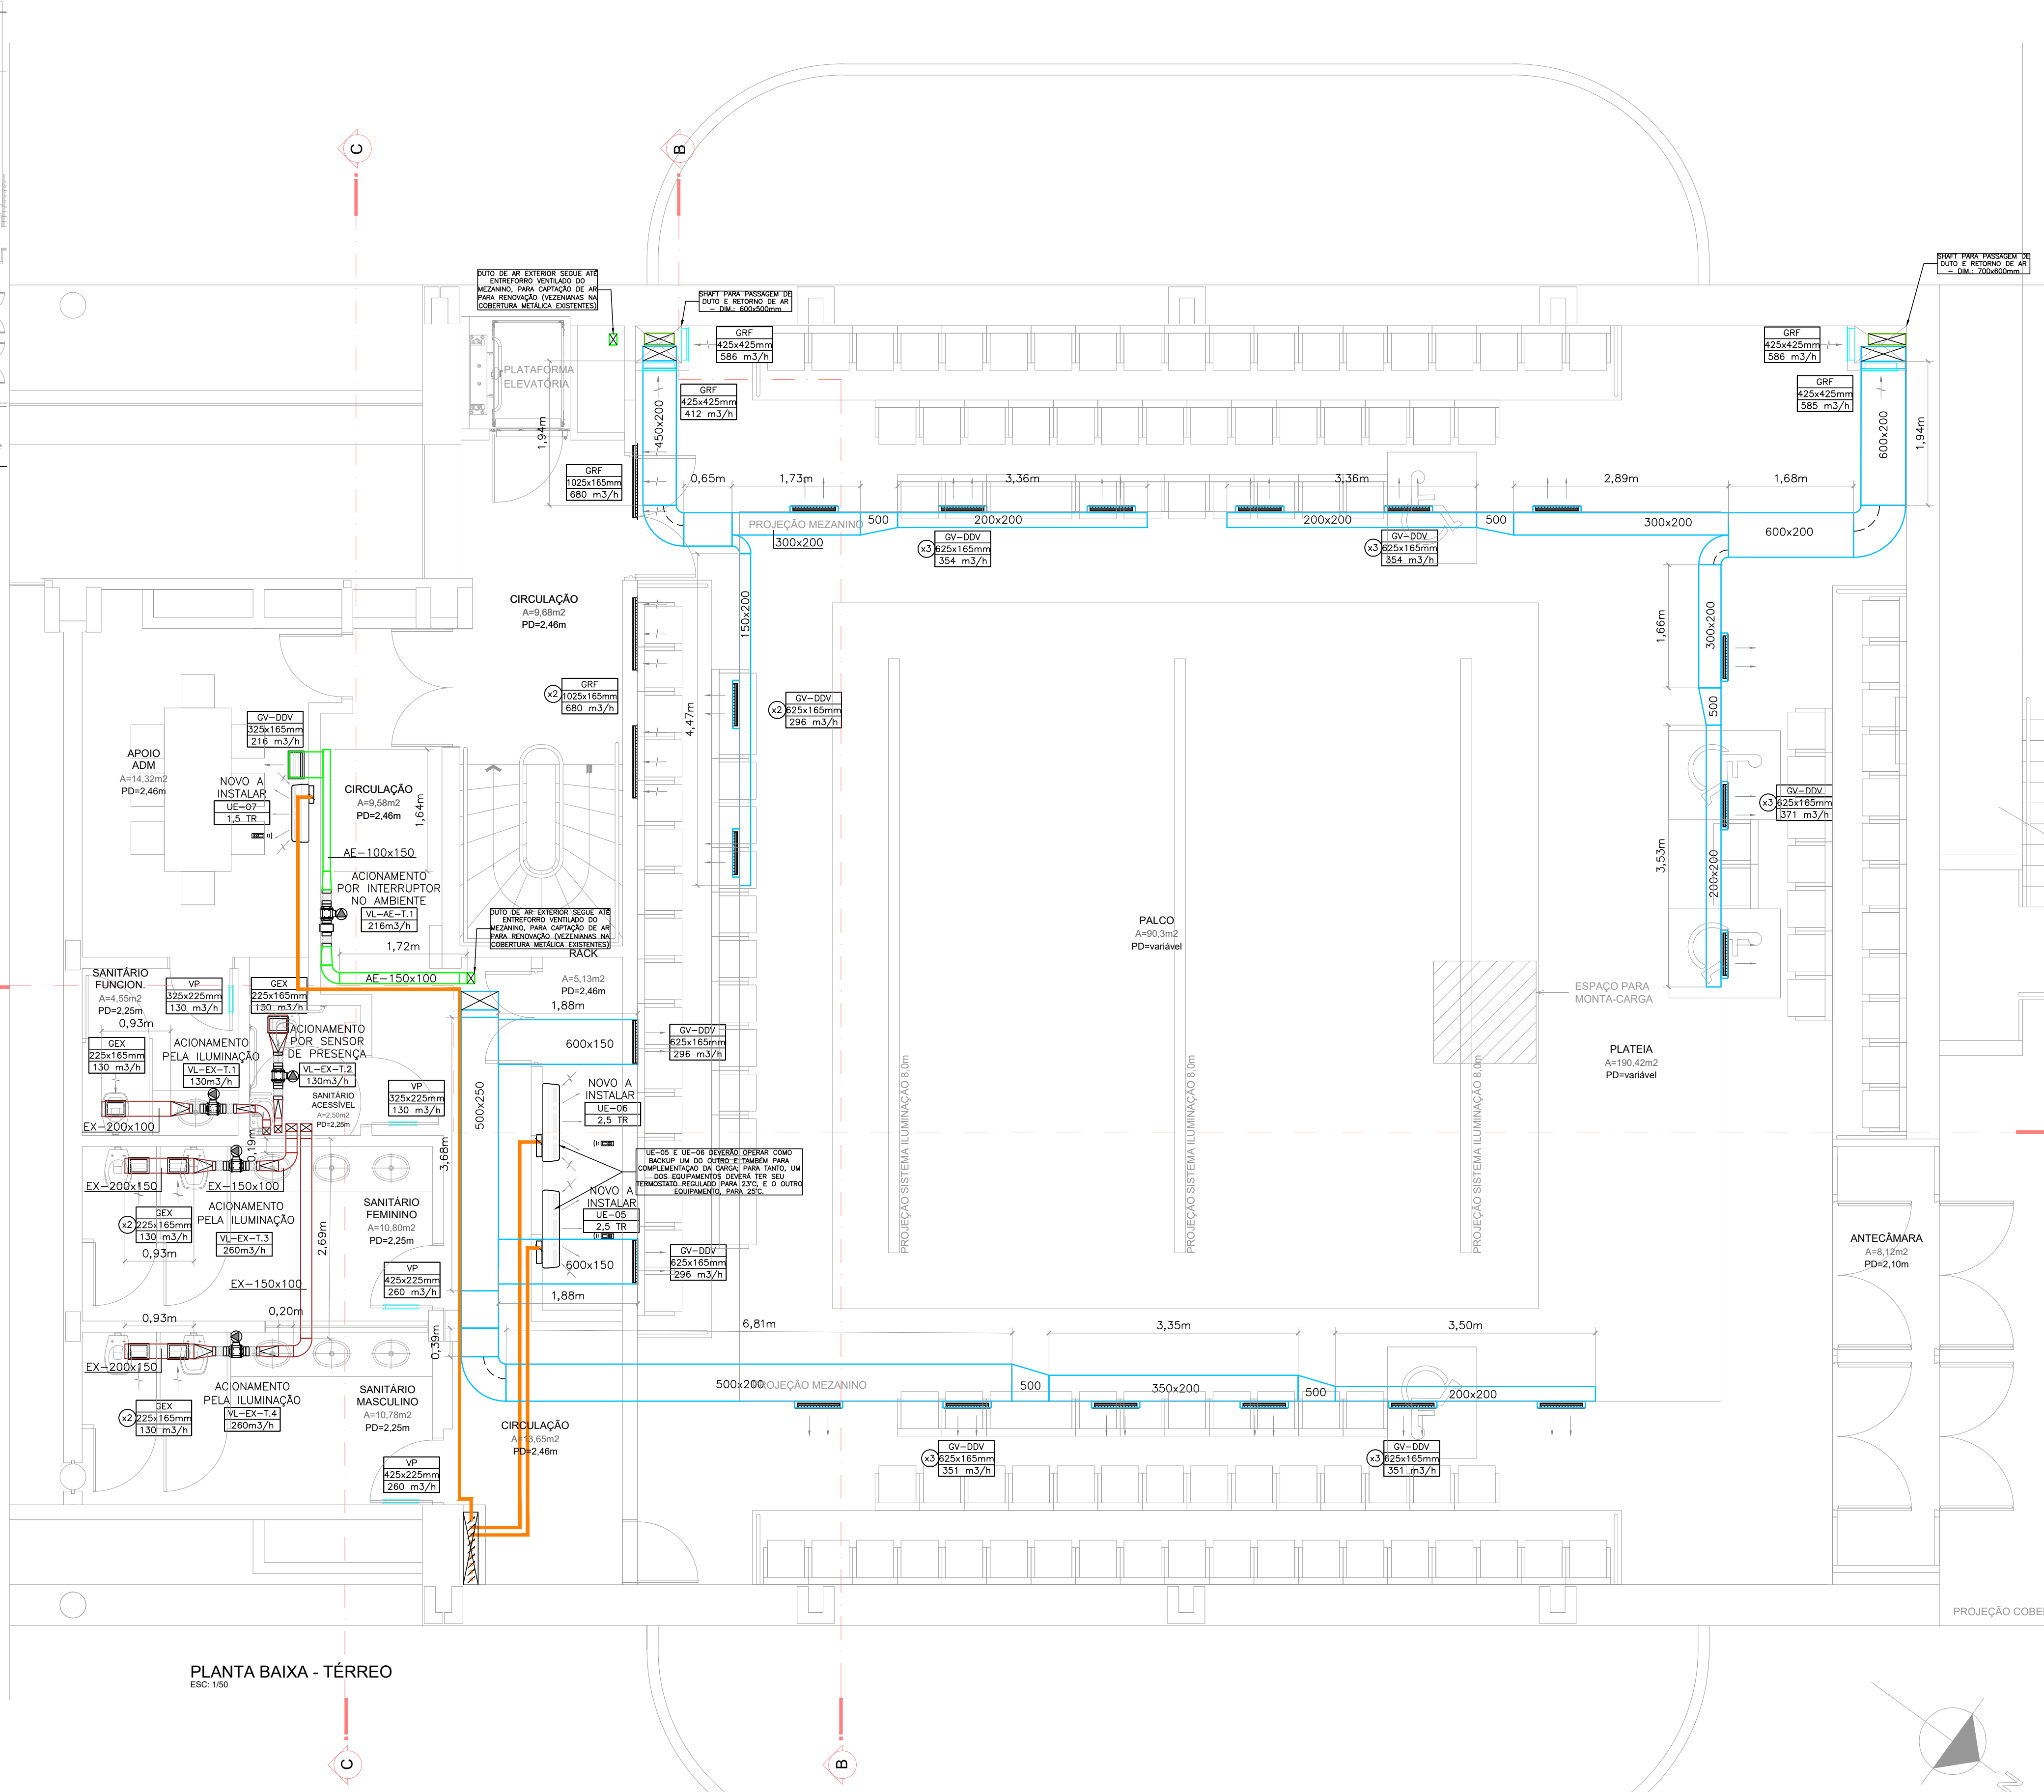 C
B
DUTO DE AR EXTERIOR SEGUE ATÉ
ENTREFORRO VENTILADO DO
MEZANINO, PARA CAPTAÇÃO DE AR
PARA RENOVAÇÃO (VEZENIANAS NA
COBERTURA METÁLICA EXISTENTES)
SHAFT PARA PASSAGEM DE
DUTO E RETORNO DE AR
- DIM.: 600x500mm
SHAFT PARA PASSAGEM DE
DUTO E RETORNO DE AR
- DIM.: 700x600mm
GRF
425x425mm
586 m3/h
GRF
425x425mm
586 m3/h
PLATAFORMA
ELEVATÓRIA
GRF
425x425mm
412 m3/h
GRF
425x425mm
585 m3/h
1,94m
450x200
600x200
1,94m
GRF
1025x165mm
680 m3/h
0,65m
1,73m
3,36m
3,36m
2,89m
1,68m
PROJEÇÃO MEZANINO
500
200x200
200x200
500
300x200
600x200
300x200
x3
GV-DDV
625x165mm
354 m3/h
x3
GV-DDV
625x165mm
354 m3/h
CIRCULAÇÃO
A=9,68m2
PD=2,46m
150x200
1,66m
300x200
500
x2
GRF
1025x165mm
680 m3/h
4,47m
x2
GV-DDV
625x165mm
296 m3/h
GV-DDV
325x165mm
216 m3/h
APOIO
ADM
A=14,32m2
PD=2,46m
NOVO A
INSTALAR
UE-07
1,5 TR
CIRCULAÇÃO
A=9,58m2
PD=2,46m
1,64m
x3
GV-DDV
625x165mm
371 m3/h
AE-100x150
3,53m
200x200
ACIONAMENTO
POR INTERRUPTOR
NO AMBIENTE
VL-AE-T.1
216m3/h
DUTO DE AR EXTERIOR SEGUE ATÉ
ENTREFORRO VENTILADO DO
MEZANINO, PARA CAPTAÇÃO DE AR
PARA RENOVAÇÃO (VEZENIANAS NA
COBERTURA METÁLICA EXISTENTES)
PALCO
A=90,3m2
PD=variável
1,72m
RACK
A=5,13m2
PD=2,46m
AE-150x100
SANITÁRIO
FUNCION.
A=4,55m2
PD=2,25m
VP
325x225mm
130 m3/h
GEX
225x165mm
130 m3/h
ESPAÇO PARA
MONTA-CARGA
1,88m
0,93m
GEX
225x165mm
130 m3/h
ACIONAMENTO
PELA ILUMINAÇÃO
VL-EX-T.1
130m3/h
ACIONAMENTO
POR SENSOR
DE PRESENÇA
VL-EX-T.2
130m3/h
600x150
GV-DDV
625x165mm
296 m3/h
PLATEIA
A=190,42m2
PD=variável
SANITÁRIO
ACESSÍVEL
A=2,50m2
PD=2,25m
VP
325x225mm
130 m3/h
500x250
NOVO A
INSTALAR
UE-06
2,5 TR
PROJEÇÃO SISTEMA ILUMINAÇÃO 8,0m
PROJEÇÃO SISTEMA ILUMINAÇÃO 8,0m
PROJEÇÃO SISTEMA ILUMINAÇÃO 8,0m
EX-200x100
0,19m
3,68m
UE-05 E UE-06 DEVERÃO OPERAR COMO
BACKUP UM DO OUTRO E TAMBÉM PARA
COMPLEMENTAÇAO DA CARGA; PARA TANTO, UM
DOS EQUIPAMENTOS DEVERÁ TER SEU
TERMOSTATO REGULADO PARA 23°C, E O OUTRO
EQUIPAMENTO, PARA 25°C.
EX-200x150
EX-150x100
NOVO A
INSTALAR
UE-05
2,5 TR
x2
GEX
225x165mm
130 m3/h
ACIONAMENTO
PELA ILUMINAÇÃO
VL-EX-T.3
260m3/h
SANITÁRIO
FEMININO
A=10,80m2
PD=2,25m
2,69m
0,93m
EX-150x100
VP
425x225mm
260 m3/h
600x150
GV-DDV
625x165mm
296 m3/h
ANTECÂMARA
A=8,12m2
PD=2,10m
1,88m
0,93m
0,20m
0,39m
6,81m
3,35m
3,50m
EX-200x150
ACIONAMENTO
PELA ILUMINAÇÃO
VL-EX-T.4
260m3/h
x2
GEX
225x165mm
130 m3/h
SANITÁRIO
MASCULINO
A=10,78m2
PD=2,25m
500x200
PROJEÇÃO MEZANINO
500
350x200
500
200x200
CIRCULAÇÃO
A=13,65m2
PD=2,46m
x3
GV-DDV
625x165mm
351 m3/h
x3
GV-DDV
625x165mm
351 m3/h
VP
425x225mm
260 m3/h
PROJEÇÃO COBE
PLANTA BAIXA - TÉRREO
ESC: 1/50
C
B
N